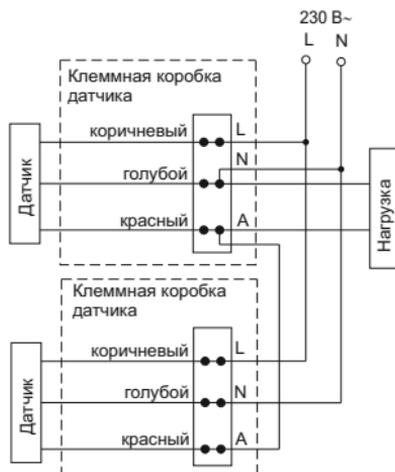 230 В~
L N
Клеммная коробка
датчика
коричневый L
N
голубой
красный A
Датчик
Нагрузка
Клеммная коробка
датчика
коричневый L
голубой N
красный A
Датчик